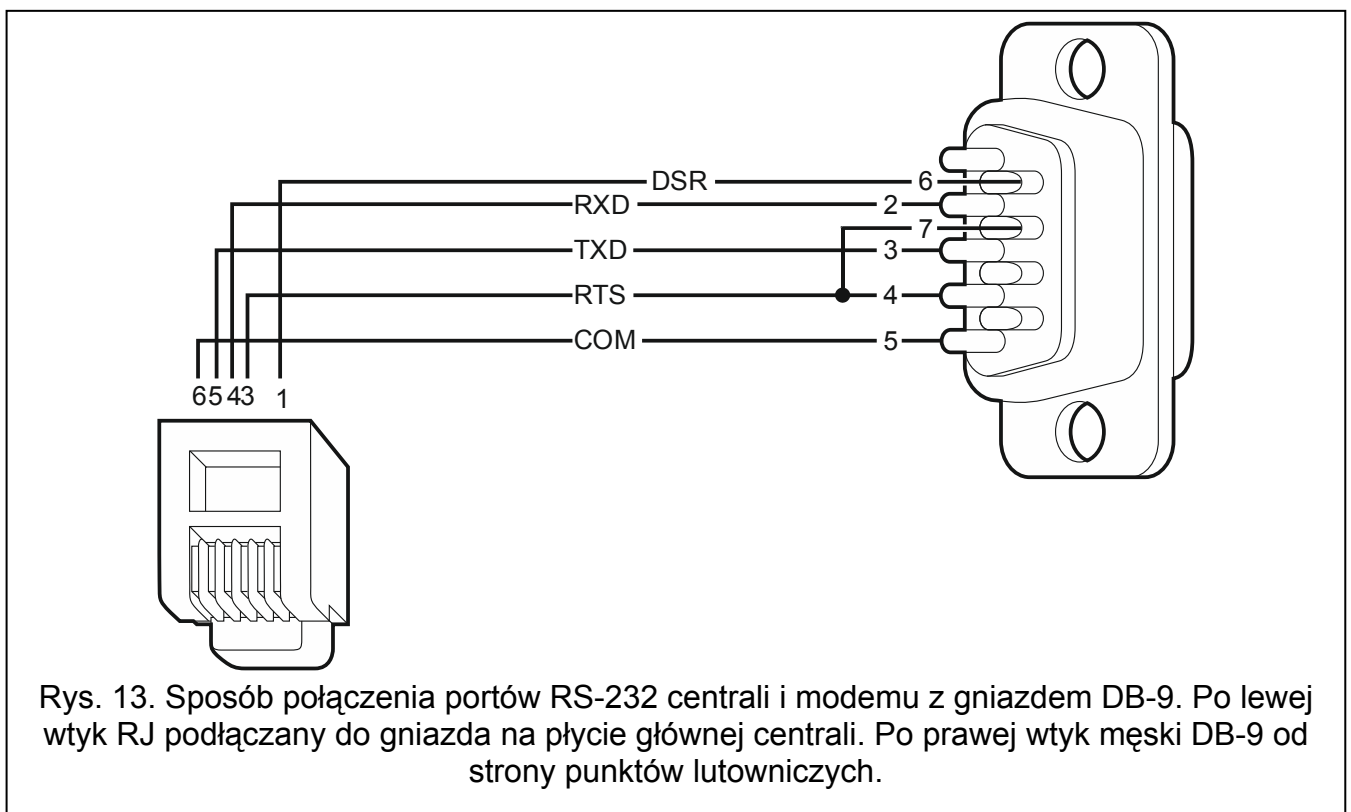 DSR 6
RXD 2
7
TXD 3
RTS 4
COM 5
6543 1
Rys. 13. Sposób połączenia portów RS-232 centrali i modemu z gniazdem DB-9. Po lewej
wtyk RJ podłączany do gniazda na płycie głównej centrali. Po prawej wtyk męski DB-9 od
strony punktów lutowniczych.